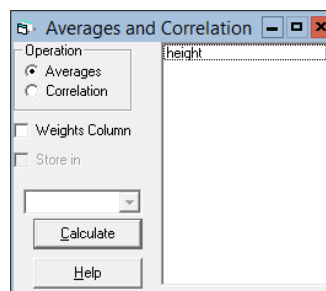 Averages and Correlation
Operation
Averages
Correlation
Weights Column
Store in
Calculate
Help
height